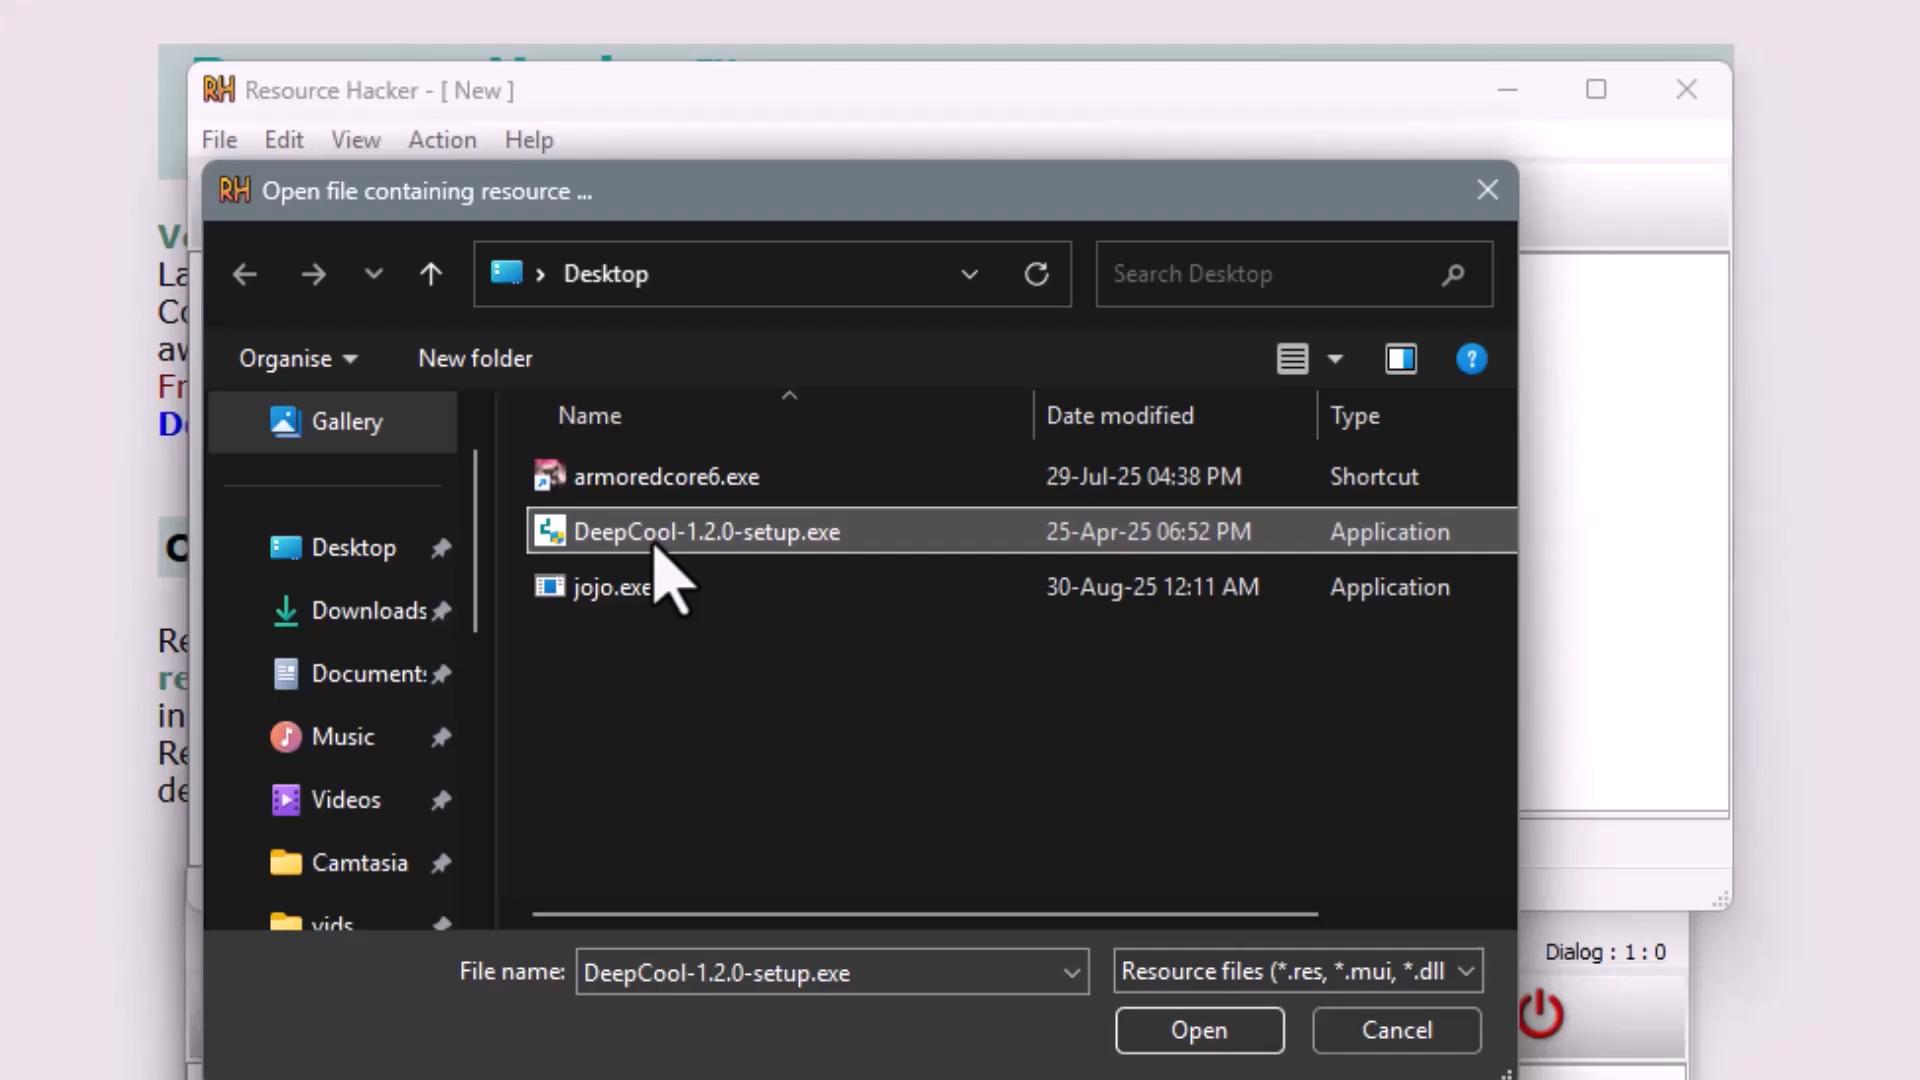 RH Resource Hacker - [ New ]
File Edit View Action Help
RH Open file containing resource ...
Desktop
Search Desktop
Organise
New folder
?
Gallery
Desktop
Downloads
Documents
Music
Videos
Camtasia
vids
Name Date modified Type
armoredcore6.exe 29-Jul-25 04:38 PM Shortcut
DeepCool-1.2.0-setup.exe 25-Apr-25 06:52 PM Application
jojo.exe 30-Aug-25 12:11 AM Application
File name: DeepCool-1.2.0-setup.exe
Resource files (*.res, *.mui, *.dll
Open Cancel
Dialog : 1 : 0